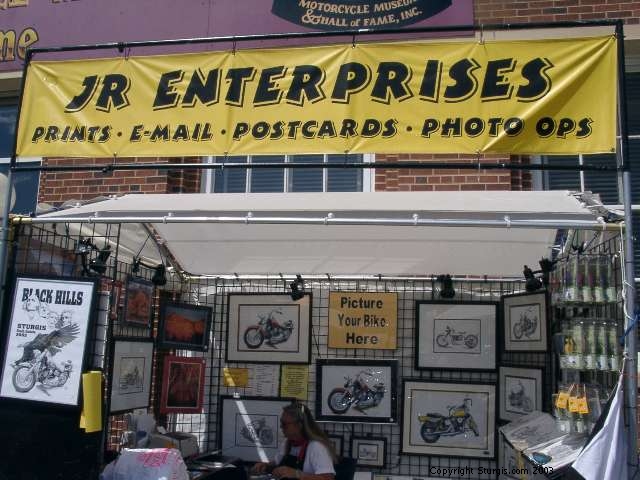 MOTORCYCLE MUSEUM
& HALL of FAME, INC.
me
JR ENTERPRISES
PRINTS · E-MAIL · POSTCARDS · PHOTO OPS
BLACK HILLS
STURGIS
Picture
Your Bike
Here
Copyright Sturgis.com 2003